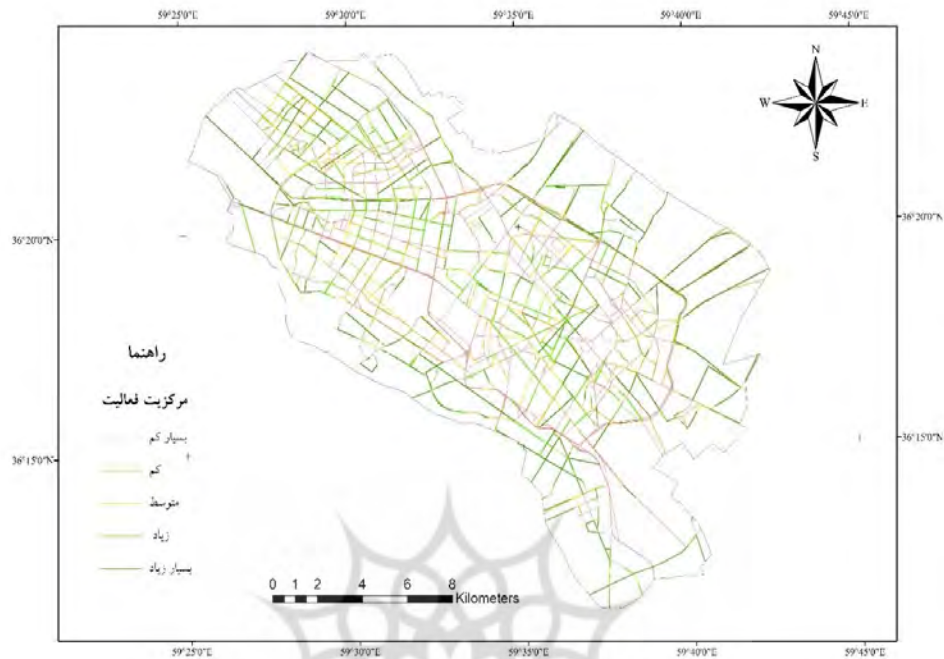 59°25'0"E 59°30'0"E 59°35'0"E 59°40'0"E 59°45'0"E
N
W E
S
36°20'0"N 36°20'0"N
راهنما
مرکزیت فعالیت
بسیار کم
کم
متوسط
زیاد
بسیار زیاد
36°15'0"N 36°15'0"N
0 1 2 4 6 8
Kilometers
59°25'0"E 59°30'0"E 59°35'0"E 59°40'0"E 59°45'0"E